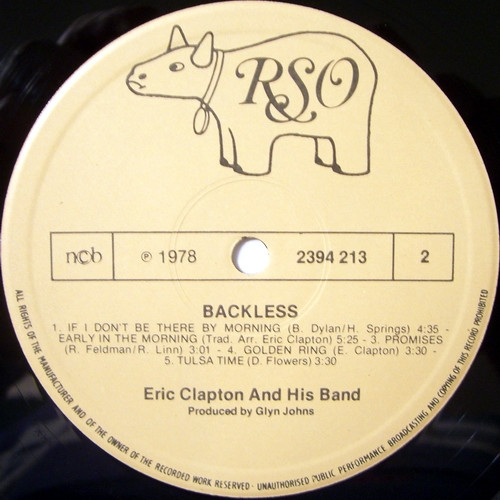 RSO
ncb
℗ 1978
2394 213
2
BACKLESS
1. IF I DON'T BE THERE BY MORNING (B. Dylan/H. Springs) 4:35 -
EARLY IN THE MORNING (Trad. Arr. Eric Clapton) 5:25 - 3. PROMISES
(R. Feldman/R. Linn) 3:01 - 4. GOLDEN RING (E. Clapton) 3:30 -
5. TULSA TIME (D. Flowers) 3:30
Eric Clapton And His Band
Produced by Glyn Johns
ALL RIGHTS OF THE MANUFACTURER AND OF THE OWNER OF THE RECORDED WORK RESERVED · UNAUTHORISED PUBLIC PERFORMANCE BROADCASTING AND COPYING OF THIS RECORD PROHIBITED